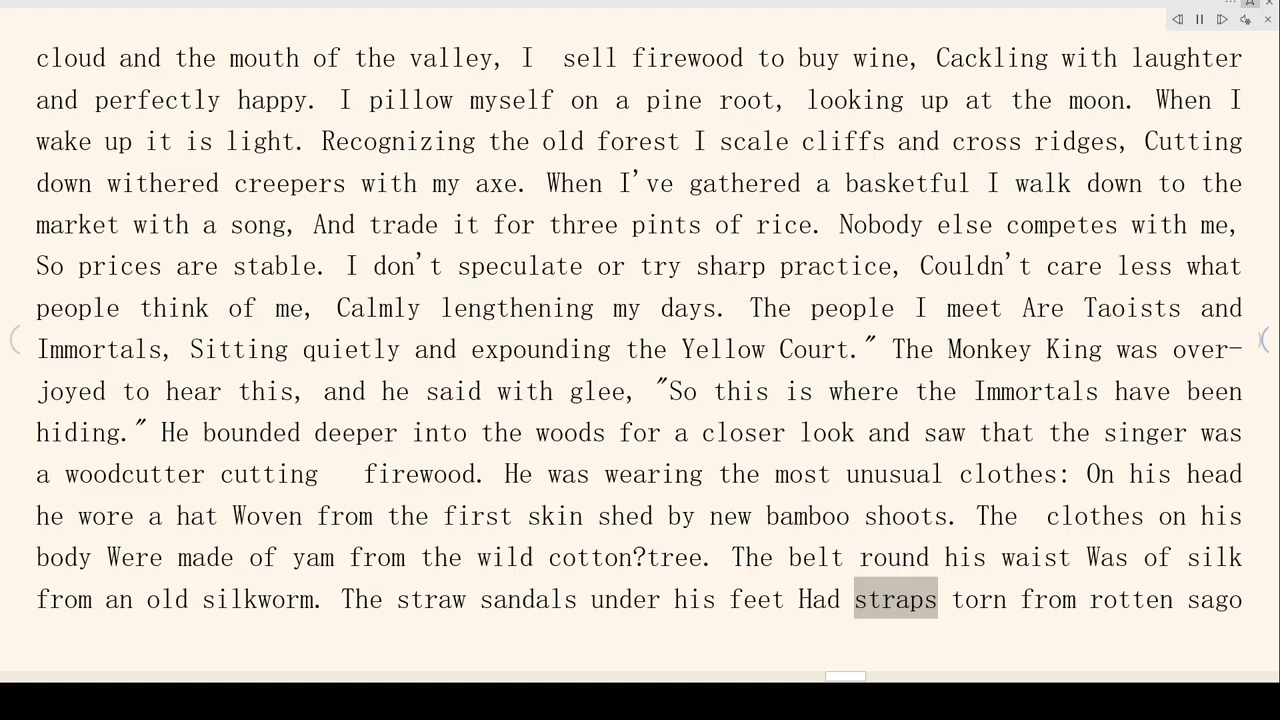 cloud and the mouth of the valley, I sell firewood to buy wine, Cackling with laughter
and perfectly happy. I pillow myself on a pine root, looking up at the moon. When I
wake up it is light. Recognizing the old forest I scale cliffs and cross ridges, Cutting
down withered creepers with my axe. When I've gathered a basketful I walk down to the
market with a song, And trade it for three pints of rice. Nobody else competes with me,
So prices are stable. I don't speculate or try sharp practice, Couldn't care less what
people think of me, Calmly lengthening my days. The people I meet Are Taoists and
Immortals, Sitting quietly and expounding the Yellow Court." The Monkey King was over-
joyed to hear this, and he said with glee, "So this is where the Immortals have been
hiding." He bounded deeper into the woods for a closer look and saw that the singer was
a woodcutter cutting firewood. He was wearing the most unusual clothes: On his head
he wore a hat Woven from the first skin shed by new bamboo shoots. The clothes on his
body Were made of yam from the wild cotton?tree. The belt round his waist Was of silk
from an old silkworm. The straw sandals under his feet Had straps torn from rotten sago